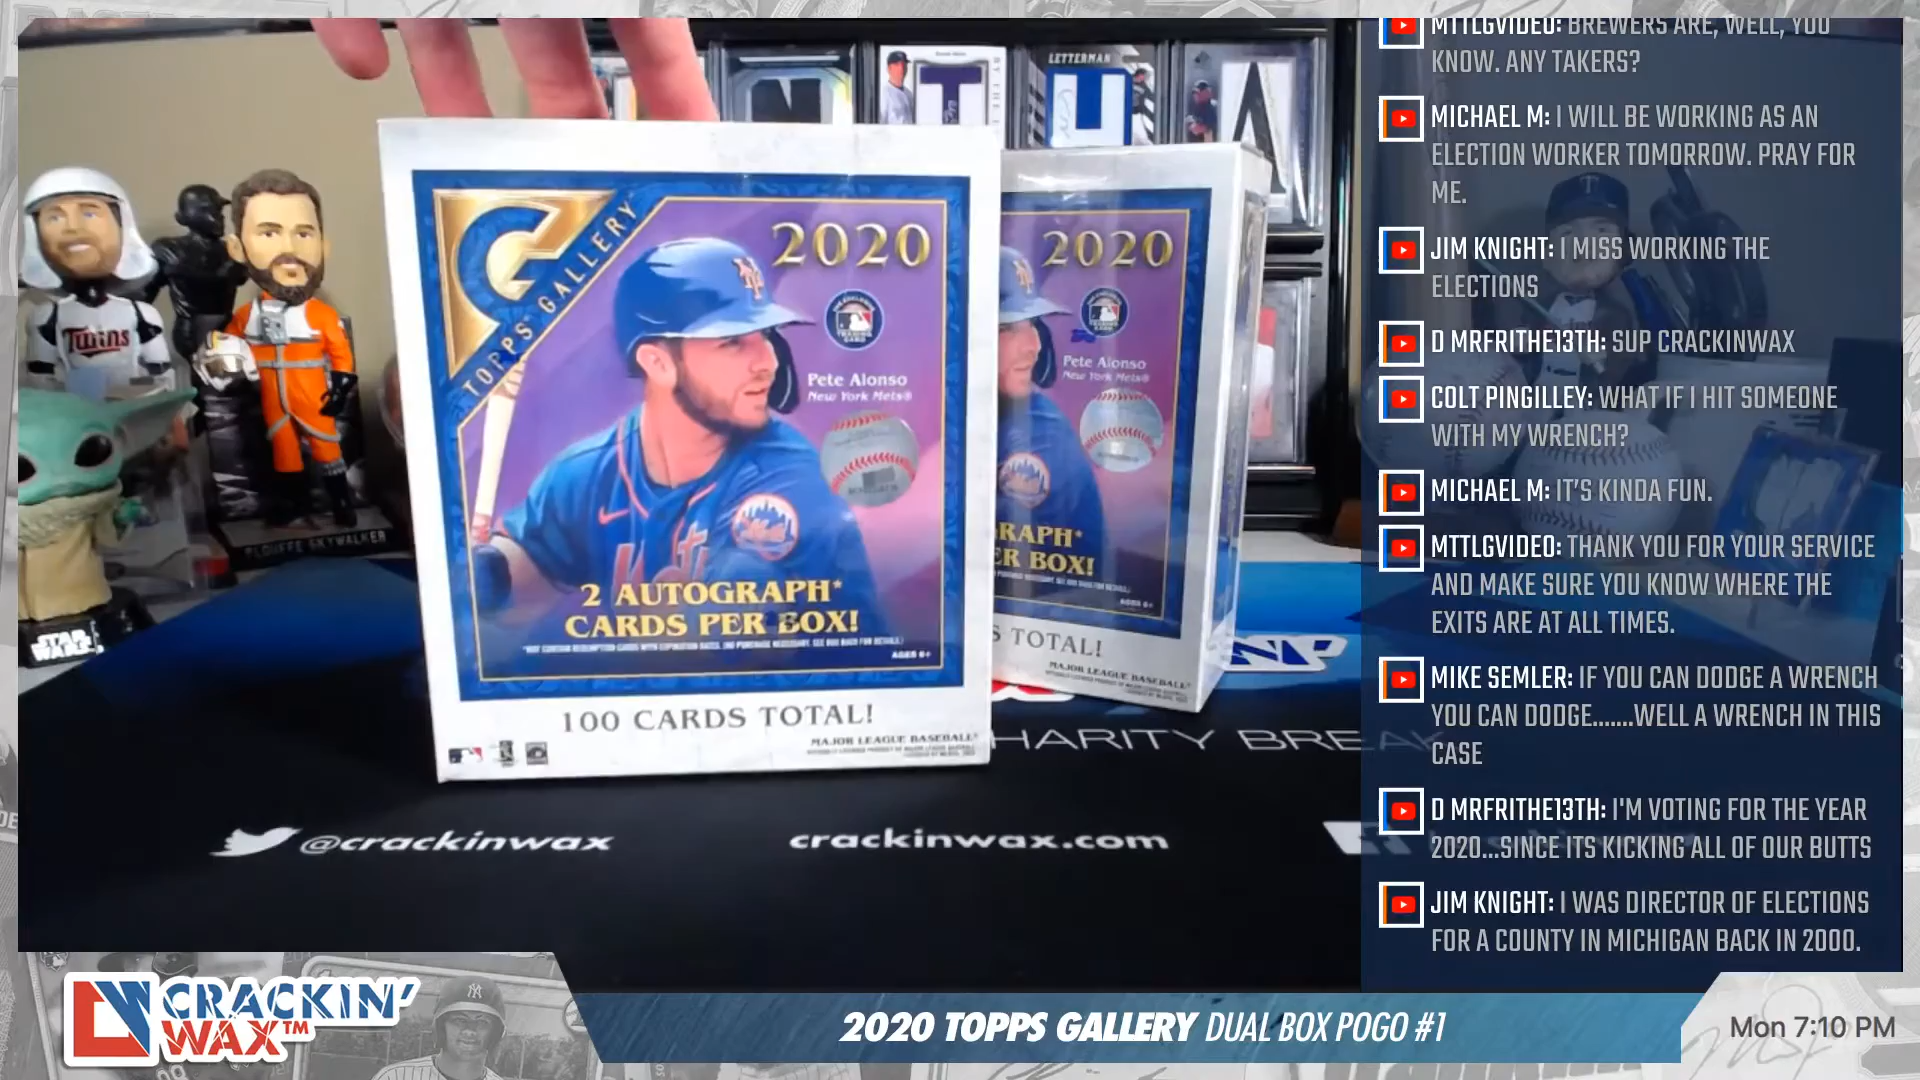 LETTERMAN
TOPPS GALLERY
2020
Pete Alonso
New York Mets®
2 AUTOGRAPH*
CARDS PER BOX!
AGES 6+
100 CARDS TOTAL!
MAJOR LEAGUE BASEBALL
2020
Pete Alonso
New York Mets®
RAPH*
ER BOX!
S TOTAL!
MAJOR LEAGUE BASEBALL
Twins
PLOUFFE SKYWALKER
STAR
WARS
HARITY BREAK
@crackinwax
crackinwax.com
MTTLGVIDEO: BREWERS ARE, WELL, YOU
KNOW. ANY TAKERS?
MICHAEL M: I WILL BE WORKING AS AN
ELECTION WORKER TOMORROW. PRAY FOR
ME.
JIM KNIGHT: I MISS WORKING THE
ELECTIONS
D MRFRITHE13TH: SUP CRACKINWAX
COLT PINGILLEY: WHAT IF I HIT SOMEONE
WITH MY WRENCH?
MICHAEL M: IT'S KINDA FUN.
MTTLGVIDEO: THANK YOU FOR YOUR SERVICE
AND MAKE SURE YOU KNOW WHERE THE
EXITS ARE AT ALL TIMES.
MIKE SEMLER: IF YOU CAN DODGE A WRENCH
YOU CAN DODGE.......WELL A WRENCH IN THIS
CASE
D MRFRITHE13TH: I'M VOTING FOR THE YEAR
2020...SINCE ITS KICKING ALL OF OUR BUTTS
JIM KNIGHT: I WAS DIRECTOR OF ELECTIONS
FOR A COUNTY IN MICHIGAN BACK IN 2000.
CRACKIN'
WAX™
2020 TOPPS GALLERY DUAL BOX POGO #1
Mon 7:10 PM